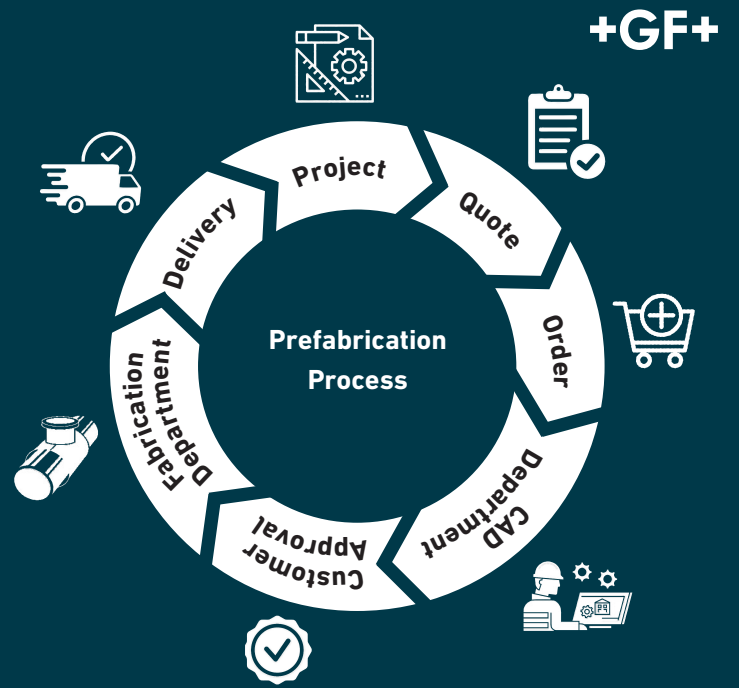 +GF+
Prefabrication
Process
Project
Quote
Order
CAD
Department
Customer
Approval
Fabrication
Department
Delivery